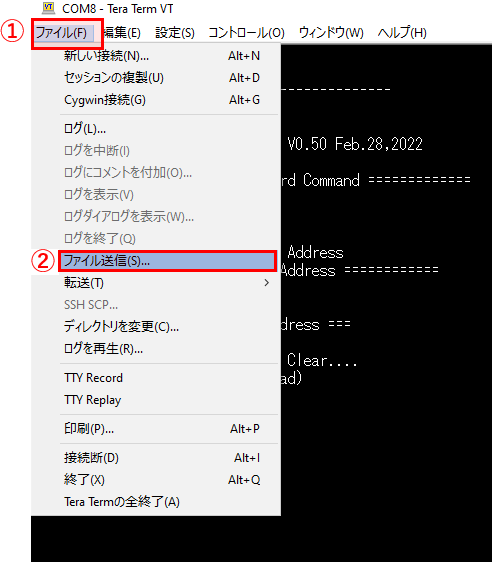 COM8 - Tera Term VT
① ファイル(F) 編集(E) 設定(S) コントロール(O) ウィンドウ(W) ヘルプ(H)
新しい接続(N)... Alt+N
セッションの複製(U) Alt+D
Cygwin接続(G) Alt+G
---------------
ログ(L)...
ログを中断(I)
V0.50 Feb.28,2022
ログにコメントを付加(O)...
rd Command =============
ログを表示(V)
ログダイアログを表示(W)...
ログを終了(Q)
Address
② ファイル送信(S)...
Address ============
転送(T)
SSH SCP...
ディレクトリを変更(C)...
dress ===
ログを再生(R)...
Clear....
TTY Record
ad)
TTY Replay
印刷(P)... Alt+P
接続断(D) Alt+I
終了(X) Alt+Q
Tera Termの全終了(A)